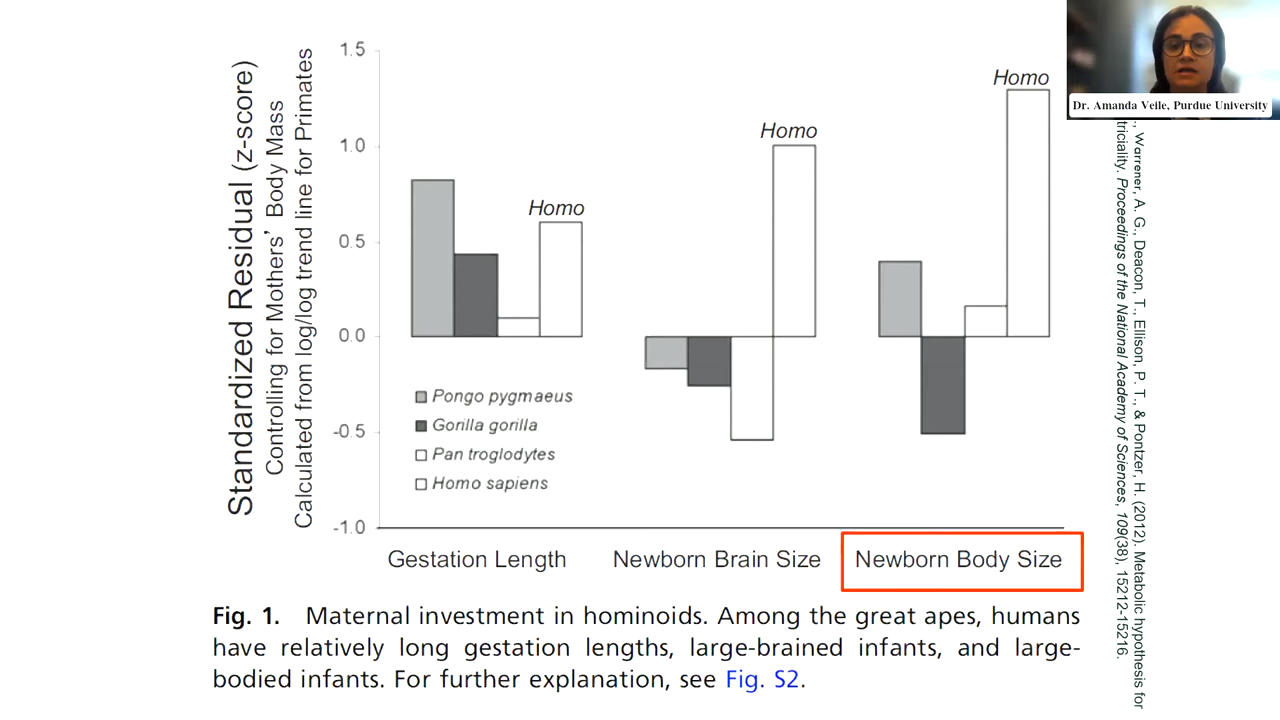 Standardized Residual (z-score)
Controlling for Mothers' Body Mass
Calculated from log/log trend line for Primates
1.5
1.0
0.5
0.0
-0.5
-1.0
Homo
Homo
Homo
Pongo pygmaeus
Gorilla gorilla
Pan troglodytes
Homo sapiens
Gestation Length
Newborn Brain Size
Newborn Body Size
Fig. 1. Maternal investment in hominoids. Among the great apes, humans
have relatively long gestation lengths, large-brained infants, and large-
bodied infants. For further explanation, see Fig. S2.
Dr. Amanda Veile, Purdue University
., Warrener, A. G., Deacon, T., Ellison, P. T., & Pontzer, H. (2012). Metabolic hypothesis for
triciality. Proceedings of the National Academy of Sciences, 109(38), 15212-15216.